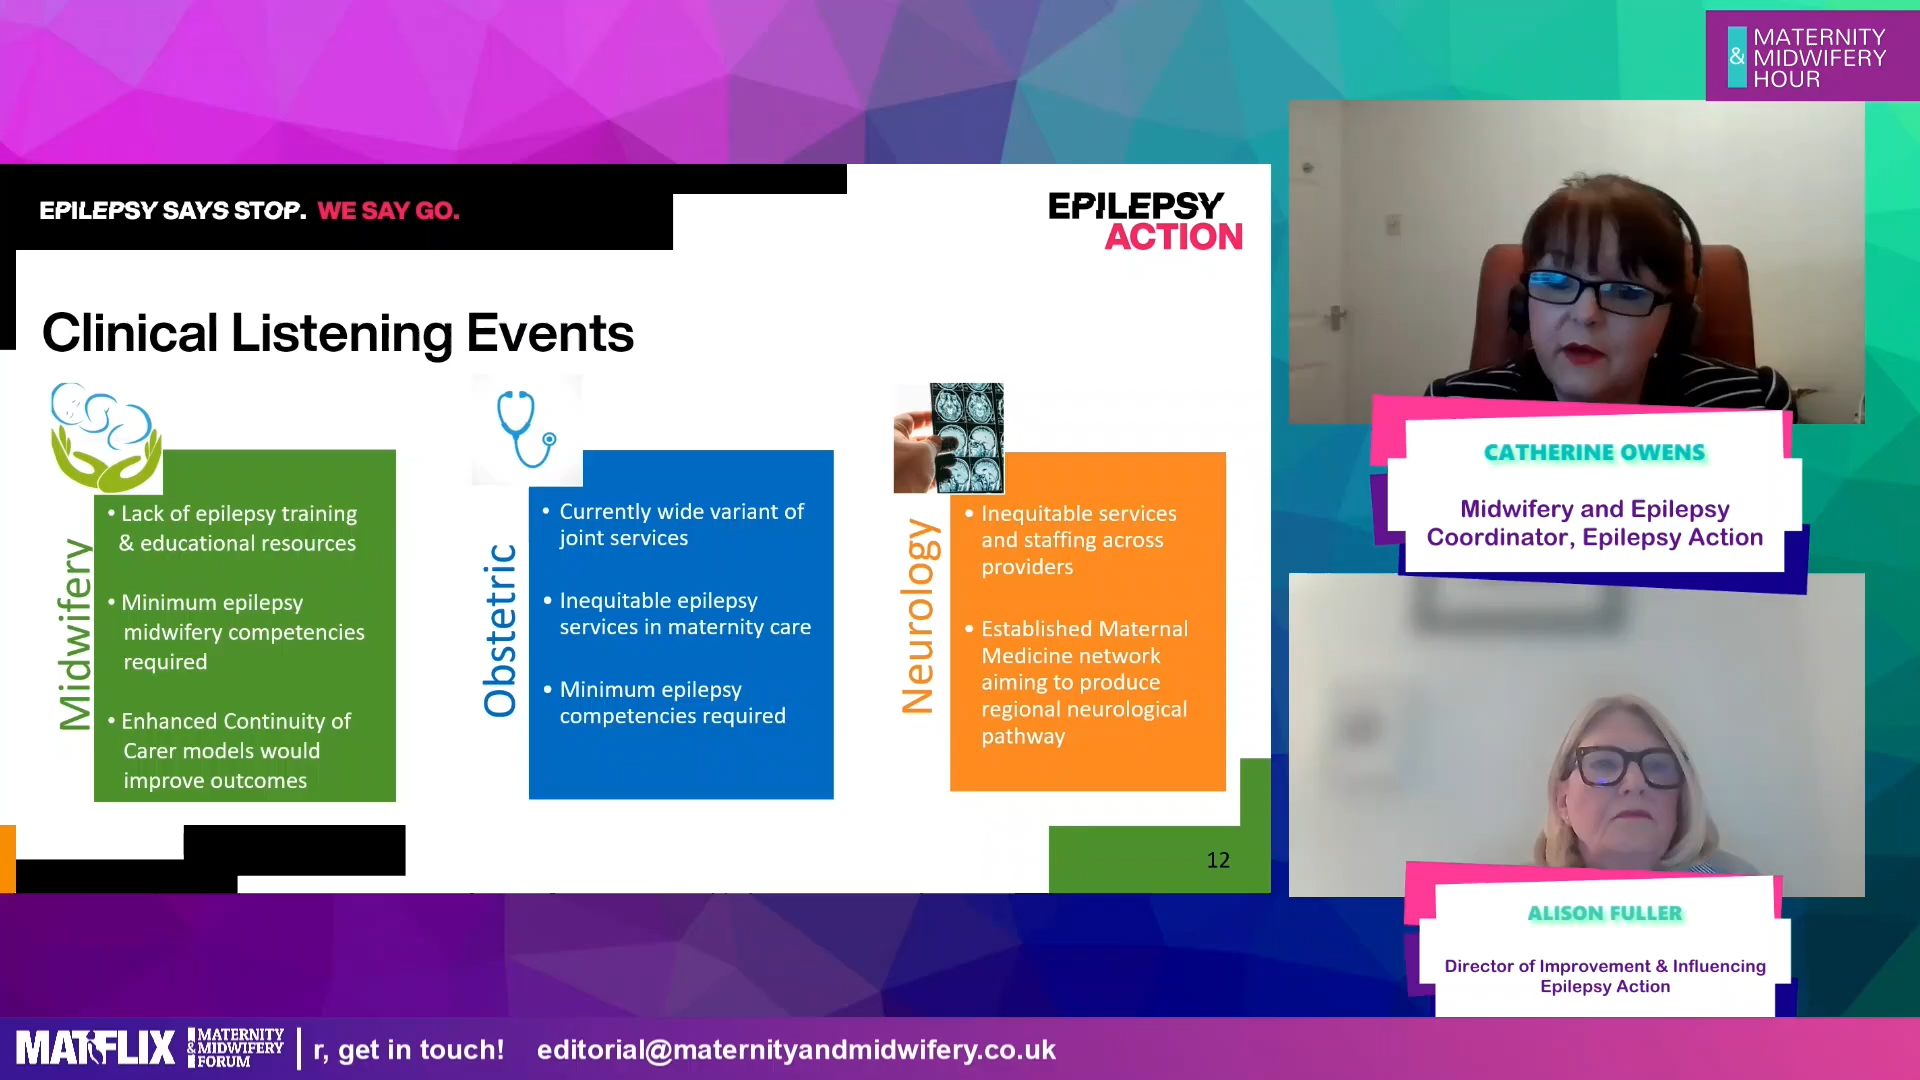 MATERNITY
& MIDWIFERY
HOUR
EPILEPSY SAYS STOP. WE SAY GO.
EPILEPSY
ACTION
Clinical Listening Events
Midwifery
• Lack of epilepsy training
& educational resources
• Minimum epilepsy
midwifery competencies
required
• Enhanced Continuity of
Carer models would
improve outcomes
Obstetric
• Currently wide variant of
joint services
• Inequitable epilepsy
services in maternity care
• Minimum epilepsy
competencies required
Neurology
• Inequitable services
and staffing across
providers
• Established Maternal
Medicine network
aiming to produce
regional neurological
pathway
12
CATHERINE OWENS
Midwifery and Epilepsy
Coordinator, Epilepsy Action
ALISON FULLER
Director of Improvement & Influencing
Epilepsy Action
MATFLIX
MATERNITY
& MIDWIFERY
FORUM
r, get in touch! editorial@maternityandmidwifery.co.uk